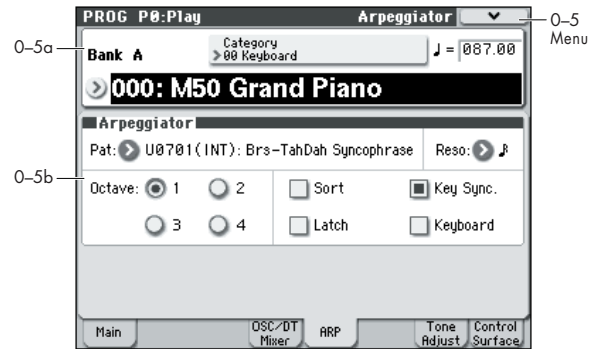 PROG P0:Play Arpeggiator
0–5
Menu
0–5a
Bank A
Category
00 Keyboard
♩ = 087.00
000: M50 Grand Piano
Arpeggiator
Pat: U0701(INT): Brs-TahDah Syncophrase Reso: ♪
0–5b
Octave: 1 2 Sort Key Sync.
3 4 Latch Keyboard
Main OSC/DT Mixer ARP Tone Adjust Control Surface